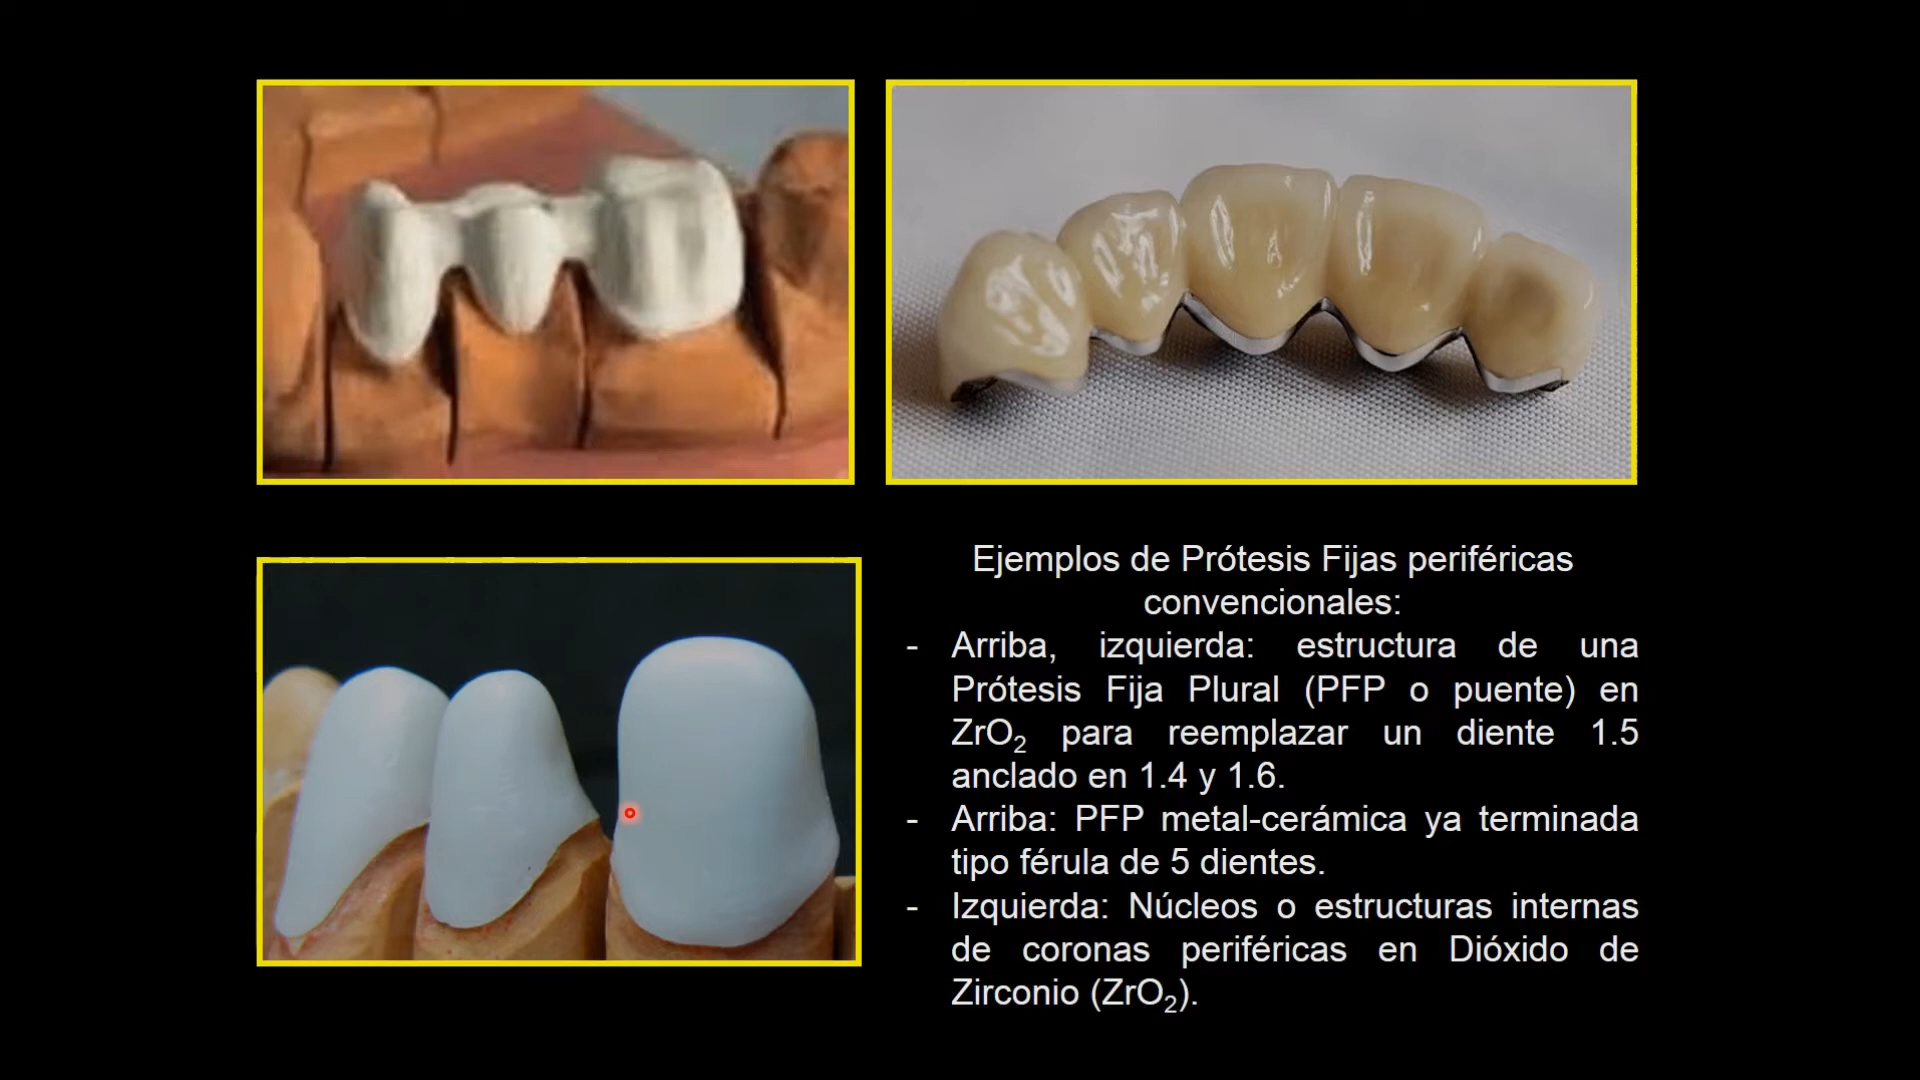 Ejemplos de Prótesis Fijas periféricas
convencionales:
- Arriba, izquierda: estructura de una
Prótesis Fija Plural (PFP o puente) en
ZrO₂ para reemplazar un diente 1.5
anclado en 1.4 y 1.6.
- Arriba: PFP metal-cerámica ya terminada
tipo férula de 5 dientes.
- Izquierda: Núcleos o estructuras internas
de coronas periféricas en Dióxido de
Zirconio (ZrO₂).